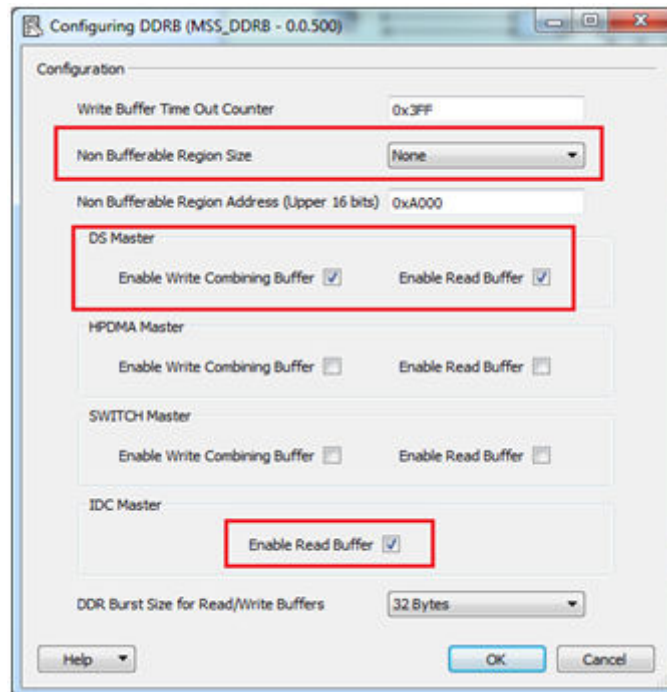 Configuring DDRB (MSS_DDRB - 0.0.500)
Configuration
Write Buffer Time Out Counter 0x3FF
Non Bufferable Region Size None
Non Bufferable Region Address (Upper 16 bits) 0xA000
DS Master
Enable Write Combining Buffer Enable Read Buffer
HPDMA Master
Enable Write Combining Buffer Enable Read Buffer
SWITCH Master
Enable Write Combining Buffer Enable Read Buffer
IDC Master
Enable Read Buffer
DDR Burst Size for Read/Write Buffers 32 Bytes
Help OK Cancel